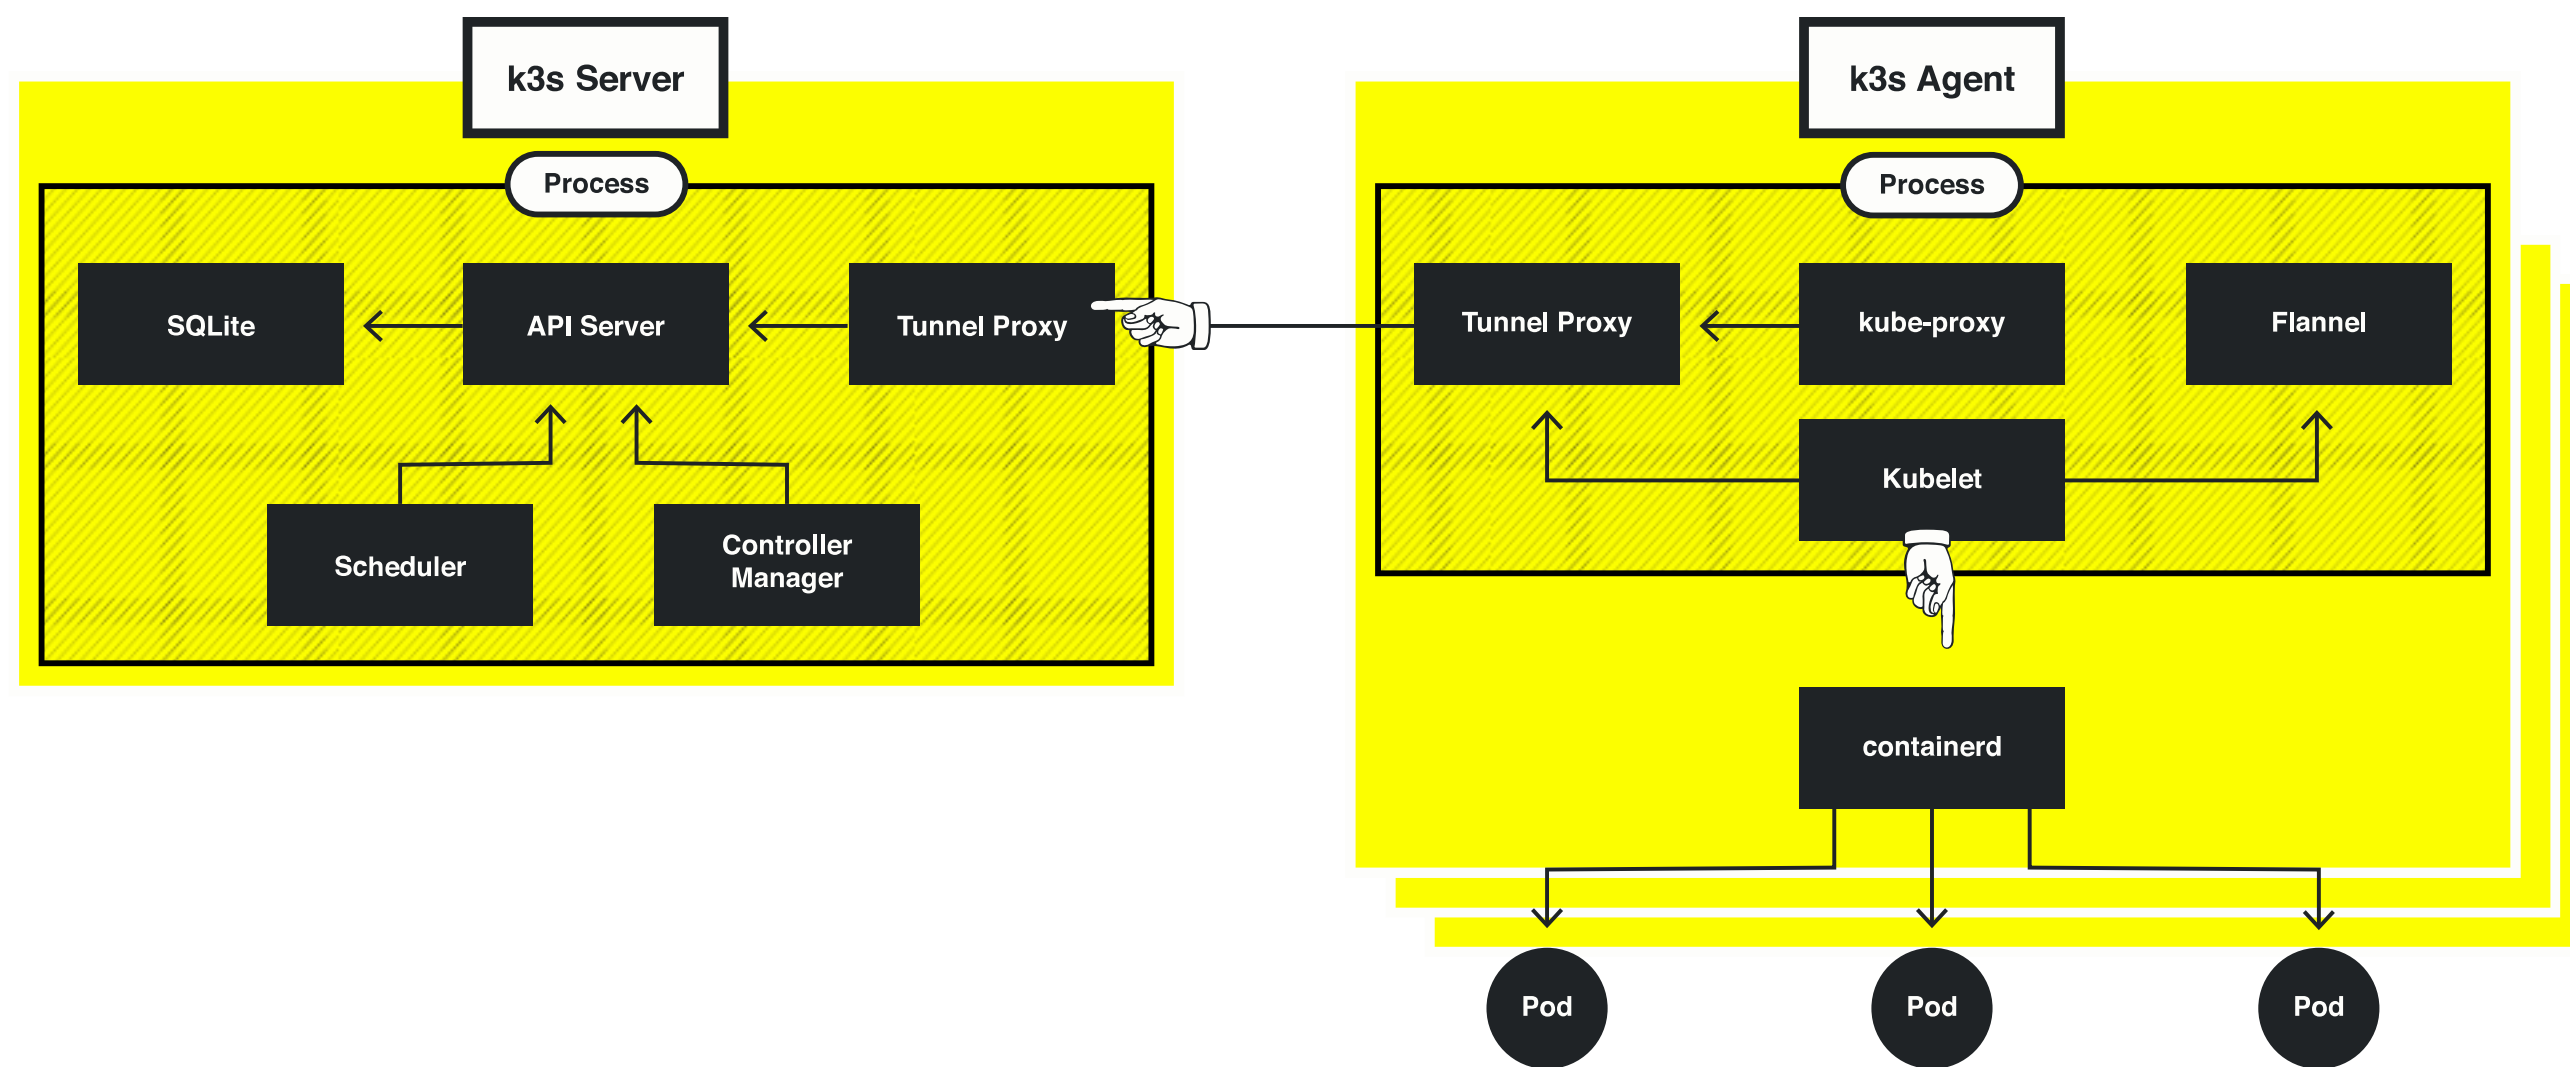 k3s Server
Process
SQLite
API Server
Tunnel Proxy
Scheduler
Controller
Manager
k3s Agent
Process
Tunnel Proxy
kube-proxy
Flannel
Kubelet
containerd
Pod
Pod
Pod